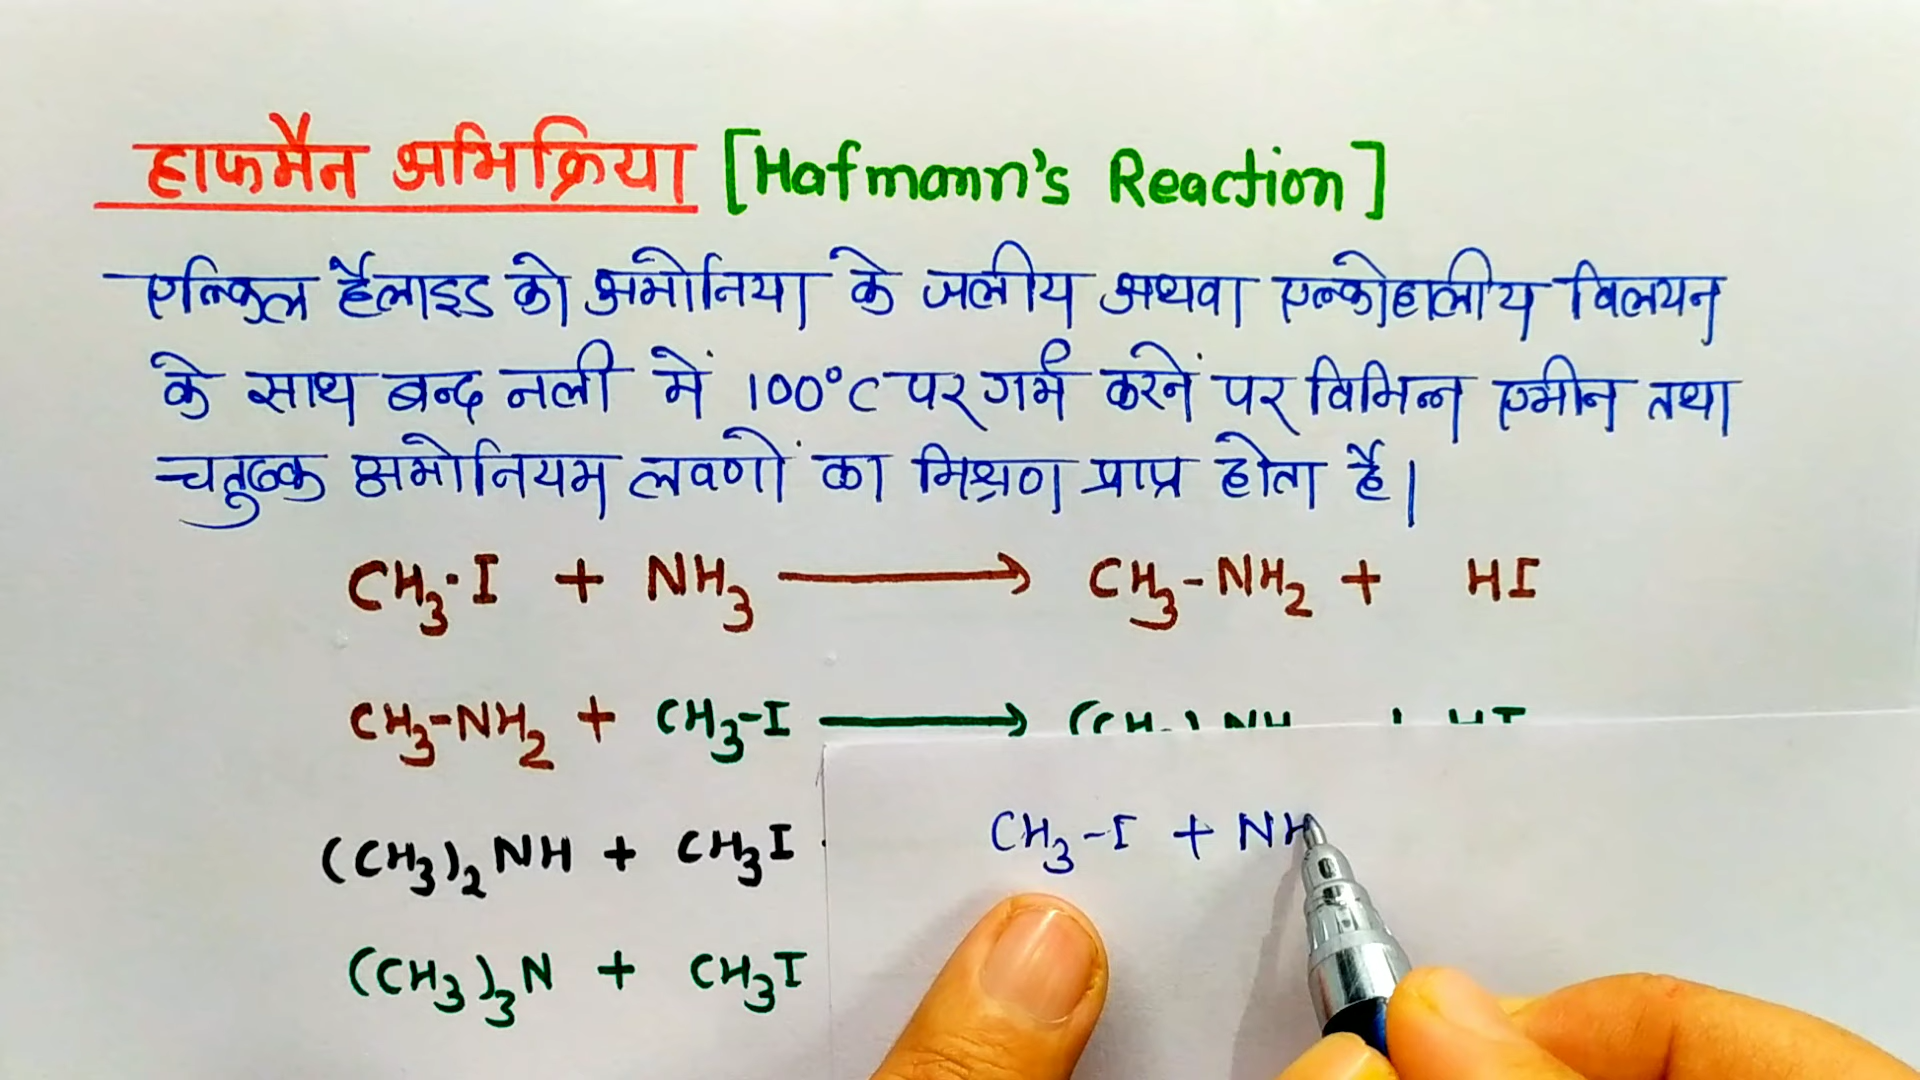 हाफमैन अभिक्रिया [Hofmann's Reaction]
एल्किल हैलाइड को अमोनिया के जलीय अथवा एल्कोहालीय विलयन
के साथ बन्द नली में 100°C पर गर्म करनें पर विभिन्न एमीन तथा
चतुष्क अमोनियम लवणों का मिश्रण प्राप्त होता है।
CH₃·I + NH₃ ⟶ CH₃-NH₂ + HI
CH₃-NH₂ + CH₃-I ⟶
(CH₃)₂NH + CH₃I
(CH₃)₃N + CH₃I
CH₃-I + NH